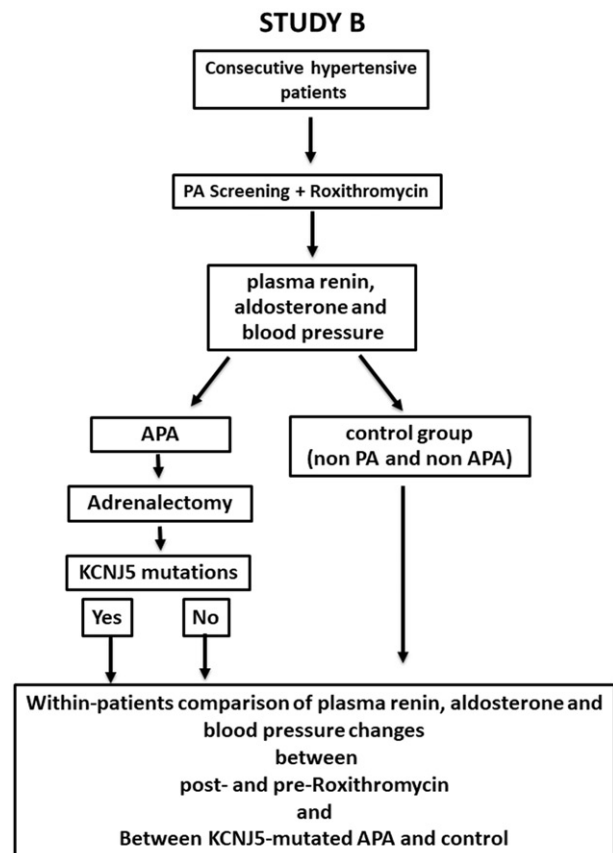 STUDY B
Consecutive hypertensive
patients
PA Screening + Roxithromycin
plasma renin,
aldosterone and
blood pressure
APA
control group
(non PA and non APA)
Adrenalectomy
KCNJ5 mutations
Yes
No
Within-patients comparison of plasma renin, aldosterone and
blood pressure changes
between
post- and pre-Roxithromycin
and
Between KCNJ5-mutated APA and control